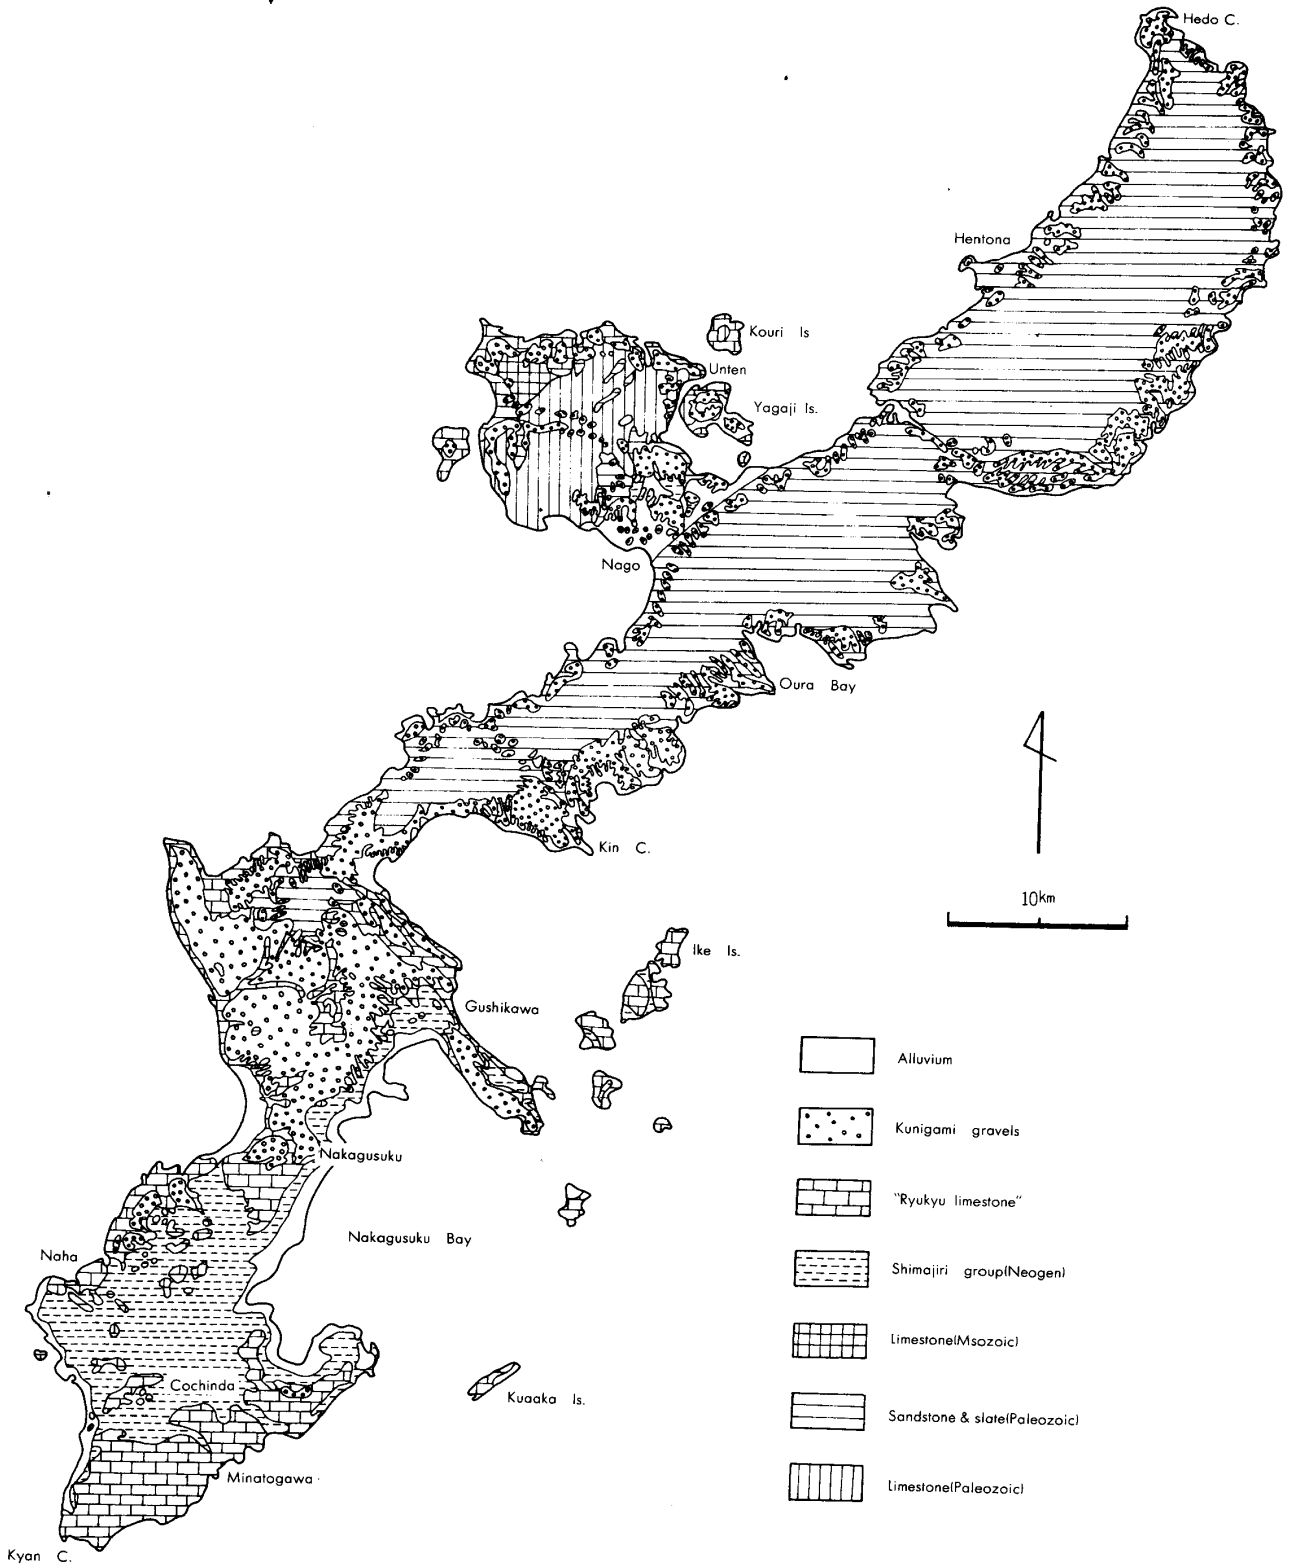 Hedo C.
Hentona
Kouri Is
Unten
Yagaji Is.
Nago
Oura Bay
Kin C.
10km
Ike Is.
Gushikawa
Alluvium
Kunigami gravels
Nakagusuku
"Ryukyu limestone"
Nakagusuku Bay
Naha
Shimajiri group(Neogen)
Limestone(Msozoic)
Cochinda
Kuaaka Is.
Sandstone & slate(Paleozoic)
Minatogawa
Limestone(Paleozoic)
Kyan C.